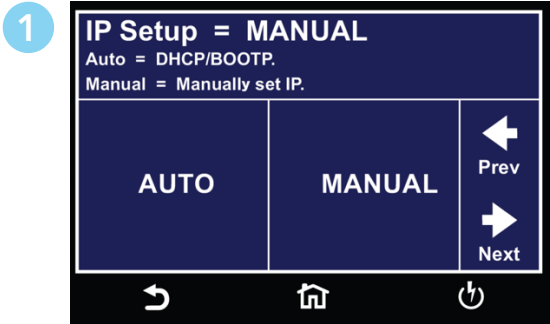 1
IP Setup = MANUAL
Auto = DHCP/BOOTP.
Manual = Manually set IP.
AUTO
MANUAL
Prev
Next